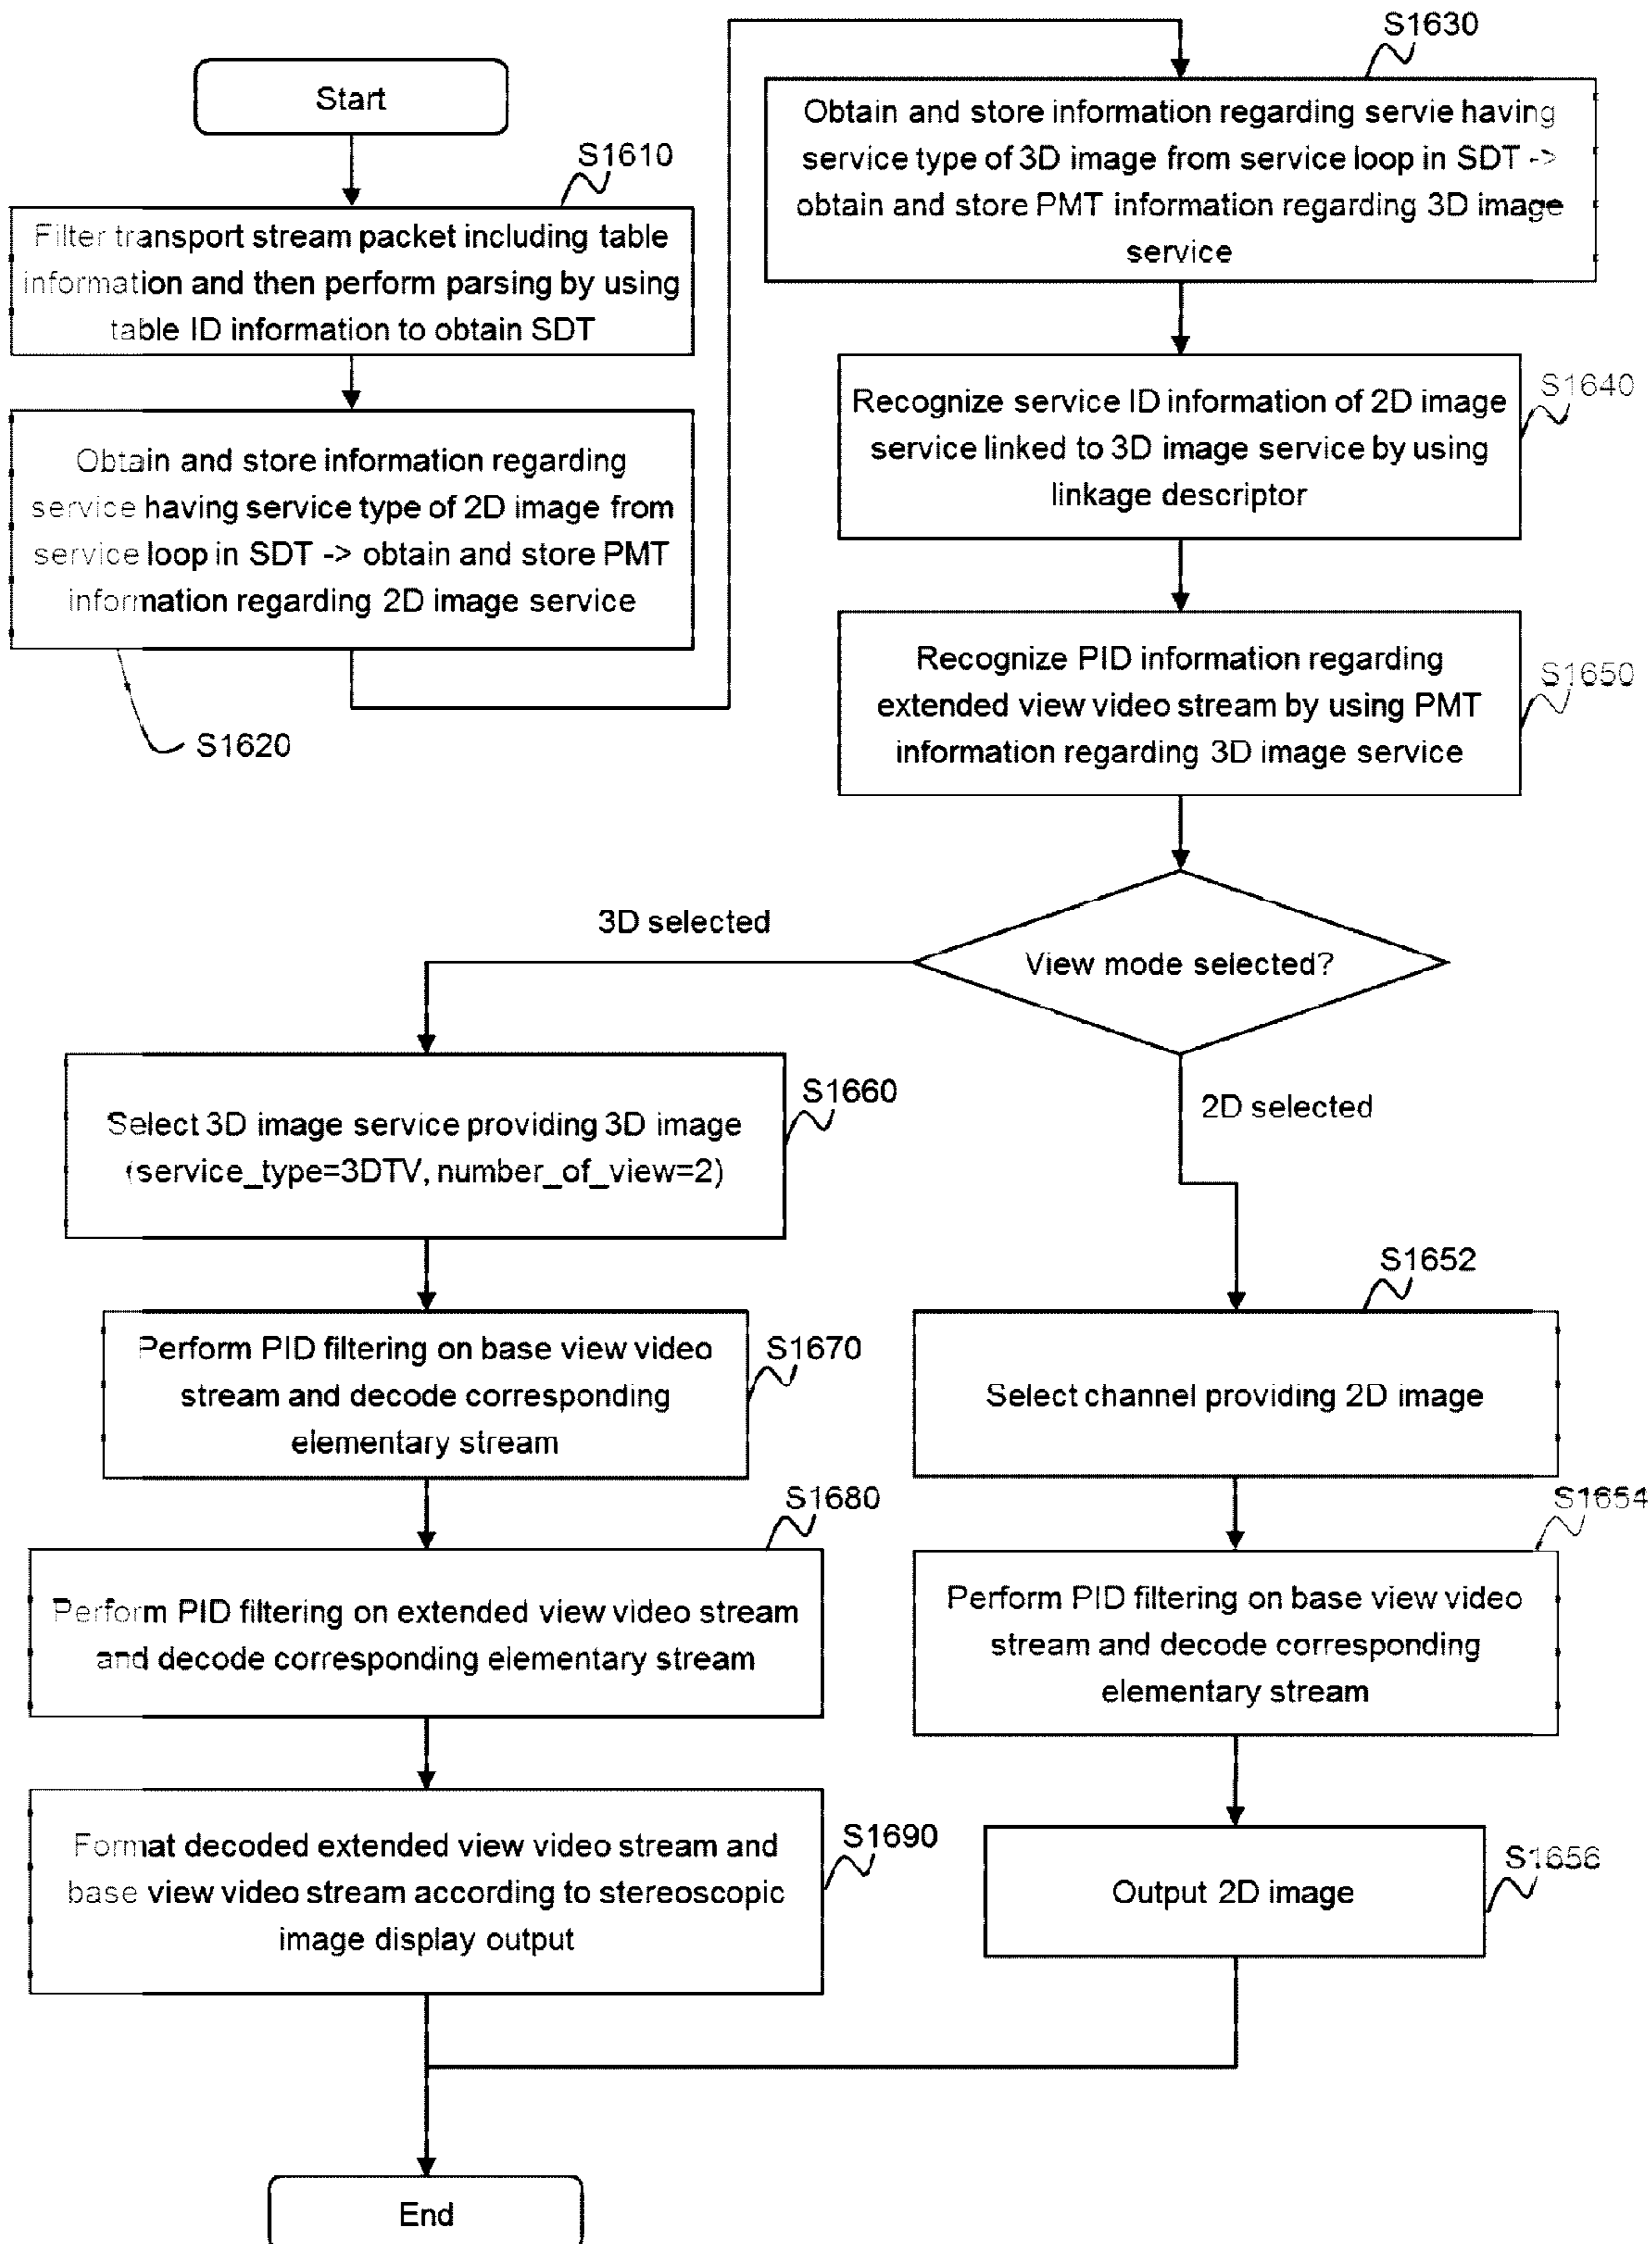 Start
S1610
Filter transport stream packet including table
information and then perform parsing by using
table ID information to obtain SDT
Obtain and store information regarding
service having service type of 2D image from
service loop in SDT -> obtain and store PMT
information regarding 2D image service
S1620
S1630
Obtain and store information regarding servie having
service type of 3D image from service loop in SDT ->
obtain and store PMT information regarding 3D image
service
S1640
Recognize service ID information of 2D image
service linked to 3D image service by using
linkage descriptor
S1650
Recognize PID information regarding
extended view video stream by using PMT
information regarding 3D image service
View mode selected?
3D selected
2D selected
S1660
Select 3D image service providing 3D image
(service_type=3DTV, number_of_view=2)
S1670
Perform PID filtering on base view video
stream and decode corresponding
elementary stream
S1680
Perform PID filtering on extended view video stream
and decode corresponding elementary stream
S1690
Format decoded extended view video stream and
base view video stream according to stereoscopic
image display output
S1652
Select channel providing 2D image
S1654
Perform PID filtering on base view video
stream and decode corresponding
elementary stream
S1656
Output 2D image
End